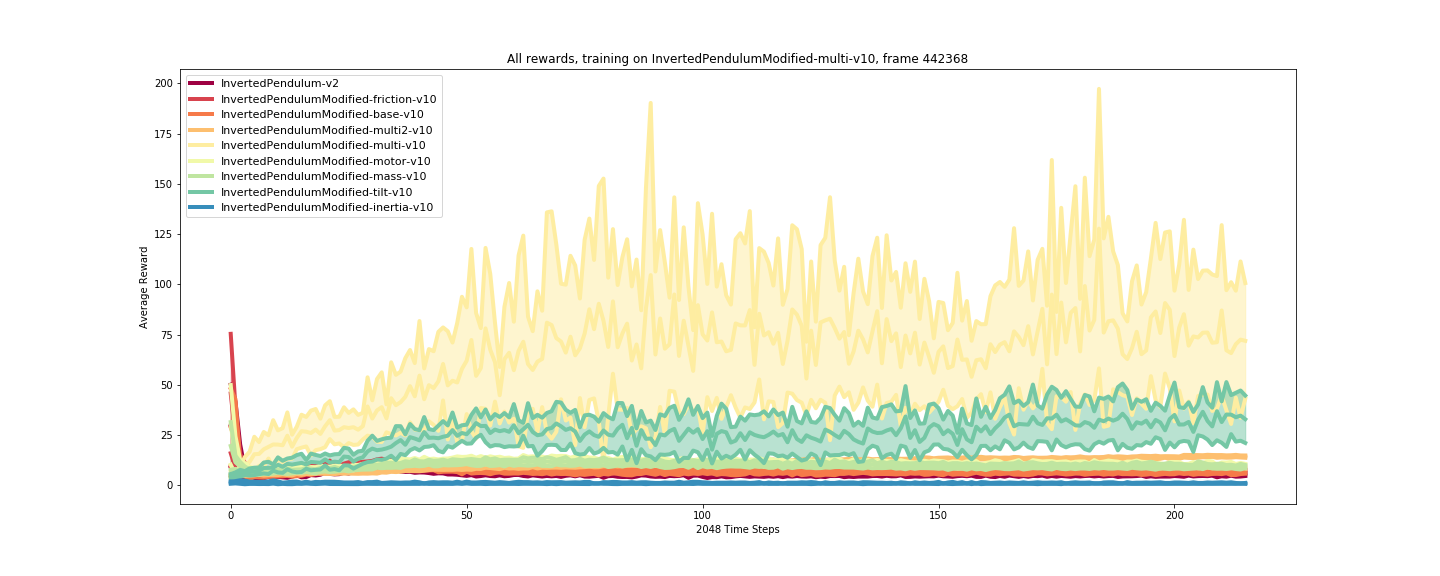 All rewards, training on InvertedPendulumModified-multi-v10, frame 442368
200
175
150
125
100
75
50
25
0
Average Reward
InvertedPendulum-v2
InvertedPendulumModified-friction-v10
InvertedPendulumModified-base-v10
InvertedPendulumModified-multi2-v10
InvertedPendulumModified-multi-v10
InvertedPendulumModified-motor-v10
InvertedPendulumModified-mass-v10
InvertedPendulumModified-tilt-v10
InvertedPendulumModified-inertia-v10
0 50 100 150 200
2048 Time Steps